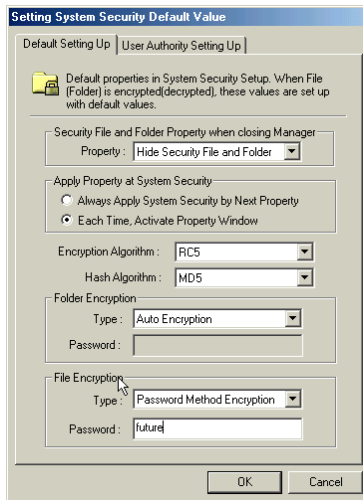 Setting System Security Default Value
Default Setting Up User Authority Setting Up
Default properties in System Security Setup. When File
(Folder) is encrypted(decrypted), these values are set up
with default values.
Security File and Folder Property when closing Manager
Property : Hide Security File and Folder
Apply Property at System Security
Always Apply System Security by Next Property
Each Time, Activate Property Window
Encryption Algorithm : RC5
Hash Algorithm : MD5
Folder Encryption
Type : Auto Encryption
Password :
File Encryption
Type : Password Method Encryption
Password : future
OK Cancel